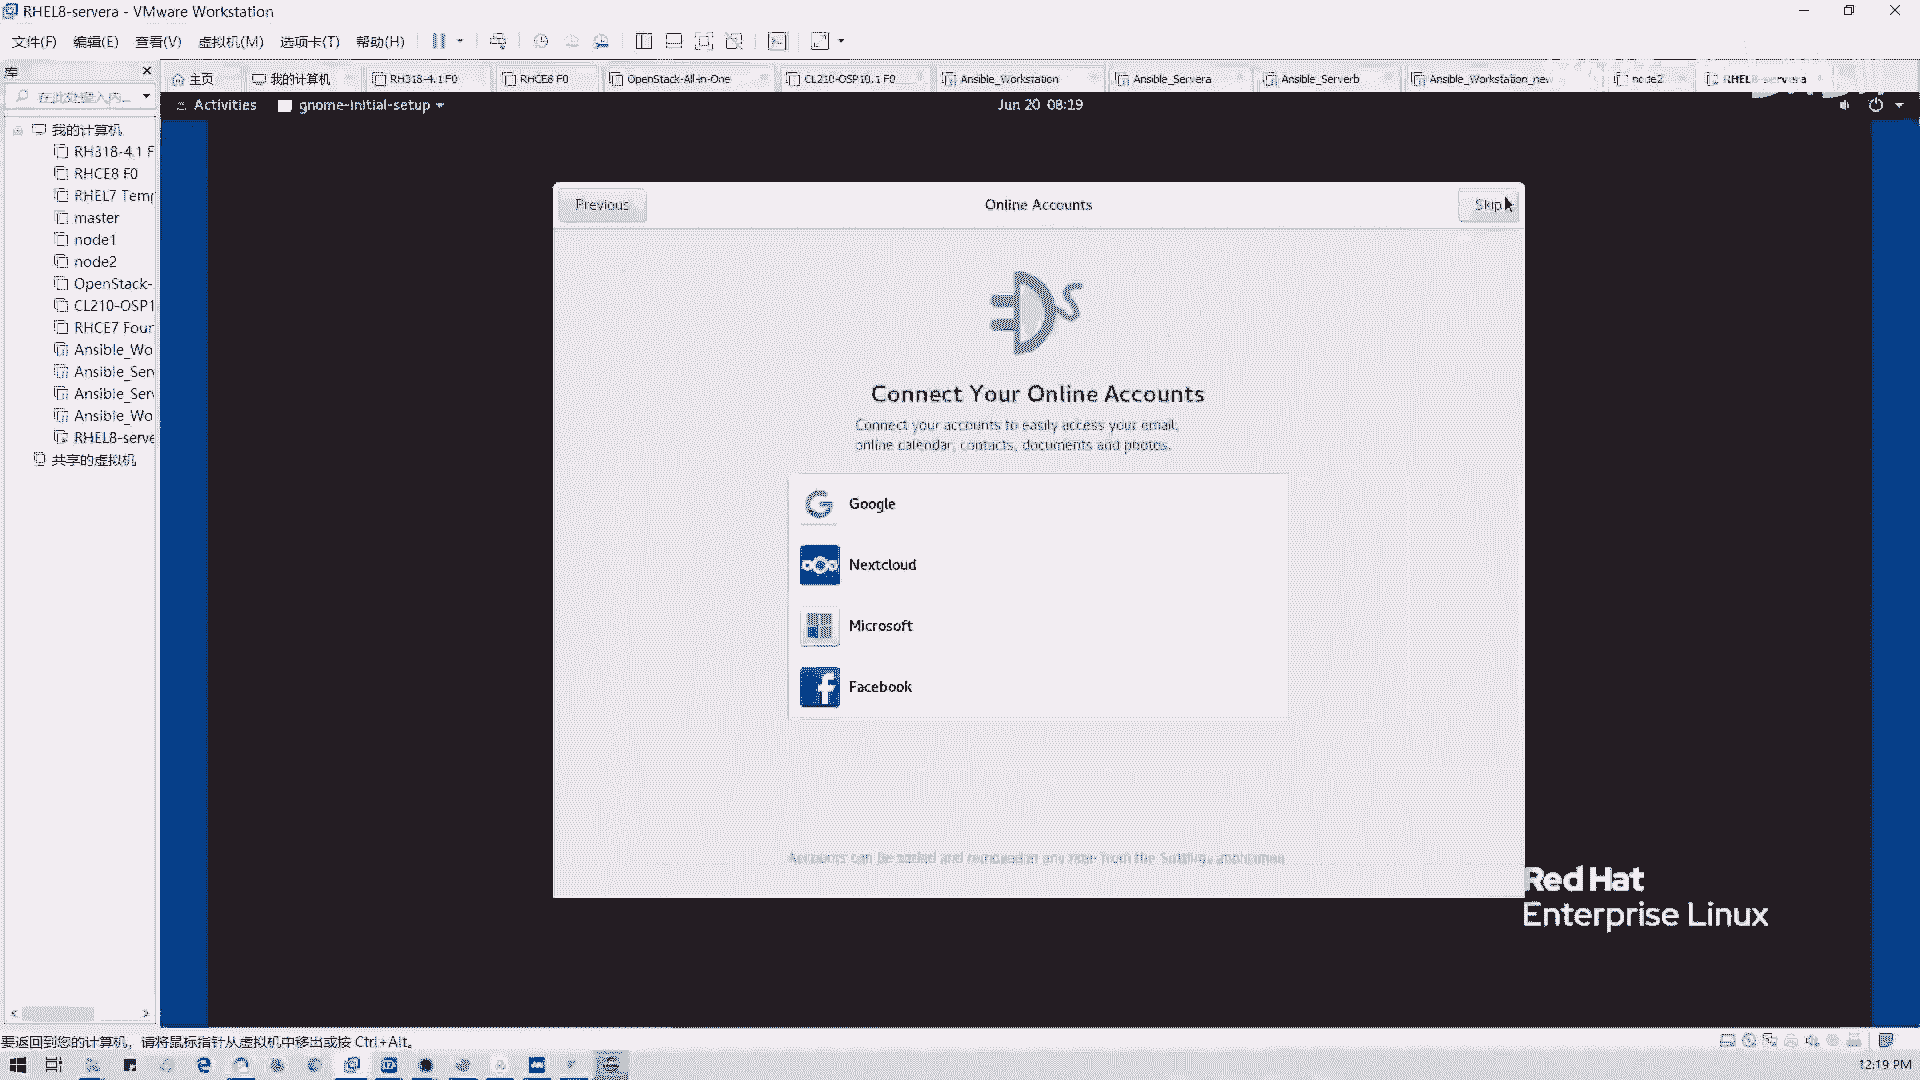 RHEL8-servera - VMware Workstation
文件(F) 编辑(E) 查看(V) 虚拟机(M) 选项卡(T) 帮助(H)
库
在此处键入内...
主页 我的计算机 RH318-4.1 F0 RHCE8 F0 OpenStack-All-in-One CL210-OSP10.1 F0 Ansible_Workstation Ansible_Servera Ansible_Serverb Ansible_Workstation_new node2 RHEL8-servera
Activities gnome-initial-setup Jun 20 08:19
我的计算机
RH318-4.1 F
RHCE8 F0
RHEL7 Temp
master
node1
node2
OpenStack-
CL210-OSP1
RHCE7 Four
Ansible_Wo
Ansible_Serv
Ansible_Serv
Ansible_Wo
RHEL8-serve
共享的虚拟机
Previous Online Accounts Skip
Connect Your Online Accounts
Connect your accounts to easily access your email,
online calendar, contacts, documents and photos.
Google
Nextcloud
Microsoft
Facebook
Accounts can be added and removed at any time from the Settings application.
Red Hat
Enterprise Linux
要返回到您的计算机，请将鼠标指针从虚拟机中移出或按 Ctrl+Alt。
12:19 PM